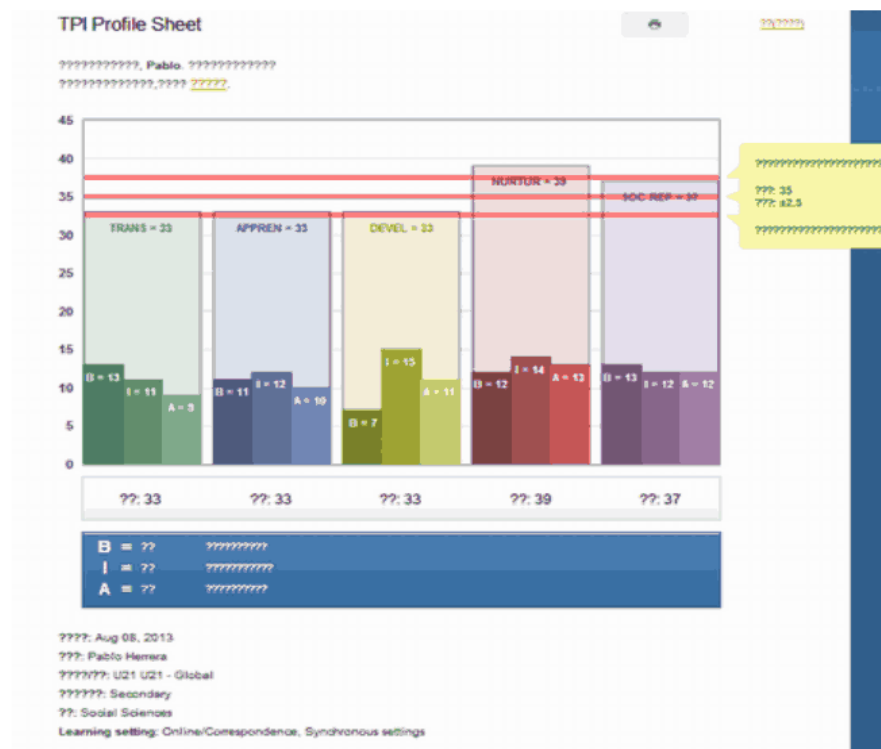 TPI Profile Sheet
??(????)
???????????, Pablo. ????????????
?????????????,???? ?????.
45
40
35
30
25
20
15
10
5
0
TRANS = 33
APPREN = 33
DEVEL = 33
NURTUR = 39
SOC REF = 37
B = 13
I = 11
A = 9
B = 11
I = 12
A = 10
B = 7
I = 15
A = 11
B = 12
I = 14
A = 13
B = 13
I = 12
A = 12
???: 35
???: ±2.5
??: 33
??: 33
??: 33
??: 39
??: 37
B = ?? ??????????
I = ?? ???????????
A = ?? ??????????
????: Aug 08, 2013
???: Pablo Herrera
????/??: U21 U21 - Global
??????: Secondary
??: Social Sciences
Learning setting: Online/Correspondence, Synchronous settings